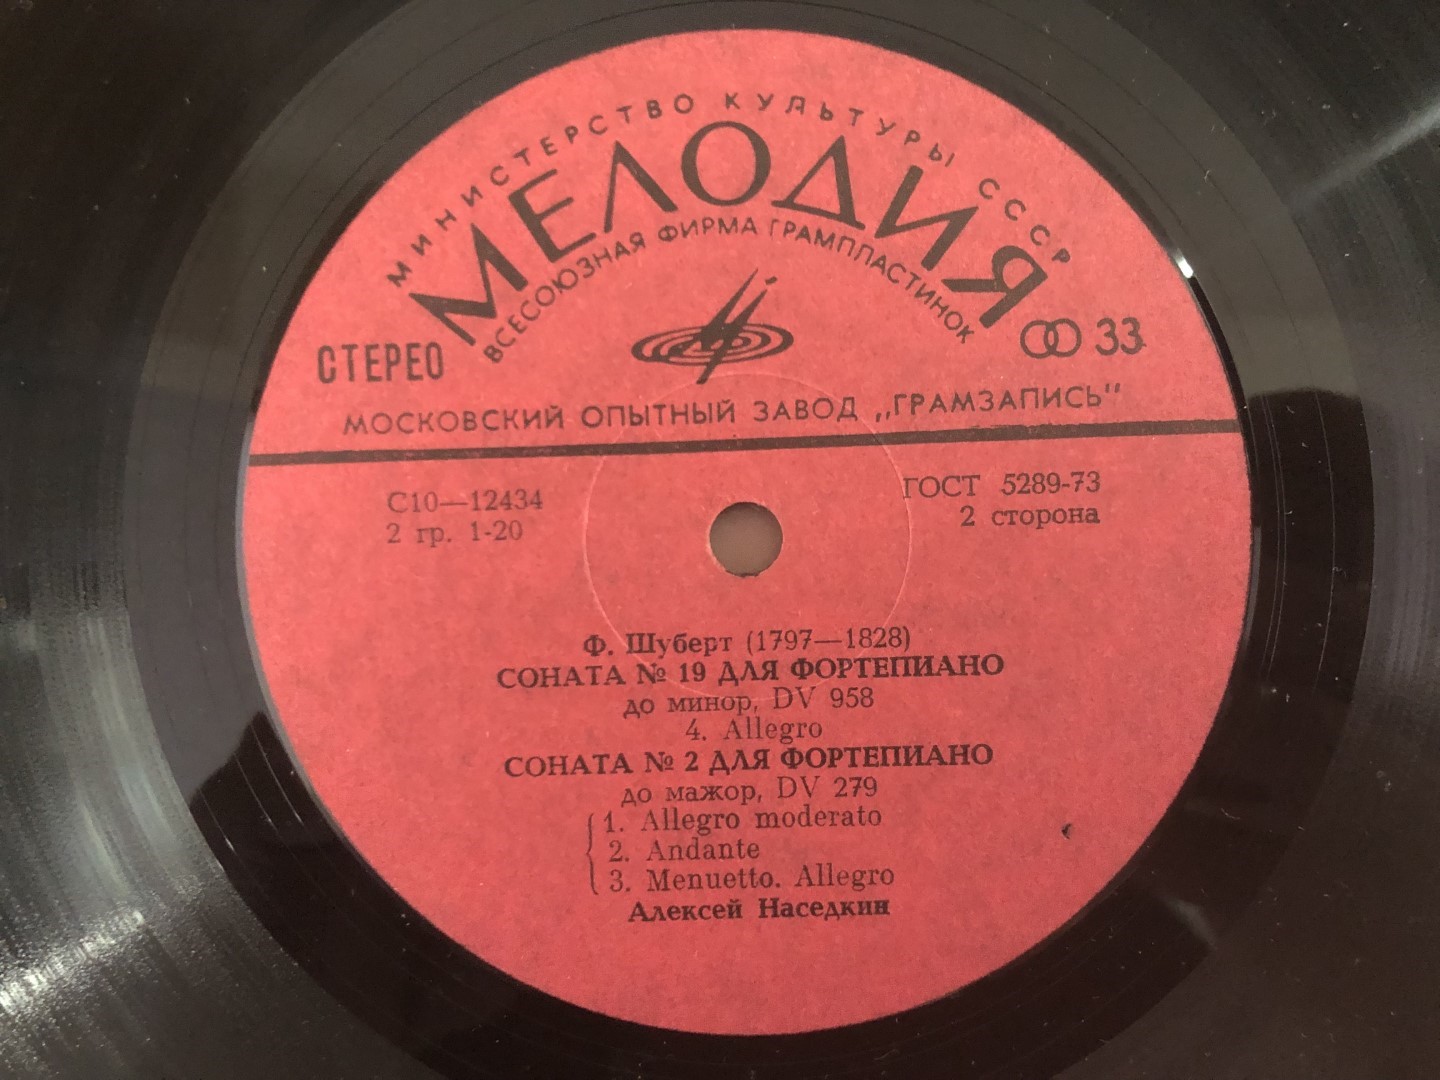 МИНИСТЕРСТВО КУЛЬТУРЫ СССР
МЕЛОДИЯ
ВСЕСОЮЗНАЯ ФИРМА ГРАМПЛАСТИНОК
СТЕРЕО
33
МОСКОВСКИЙ ОПЫТНЫЙ ЗАВОД „ГРАМЗАПИСЬ"
С10—12434
ГОСТ 5289-73
2 гр. 1-20
2 сторона
Ф. Шуберт (1797—1828)
СОНАТА № 19 ДЛЯ ФОРТЕПИАНО
до минор, DV 958
4. Allegro
СОНАТА № 2 ДЛЯ ФОРТЕПИАНО
до мажор, DV 279
1. Allegro moderato
2. Andante
3. Menuetto. Allegro
Алексей Наседкин